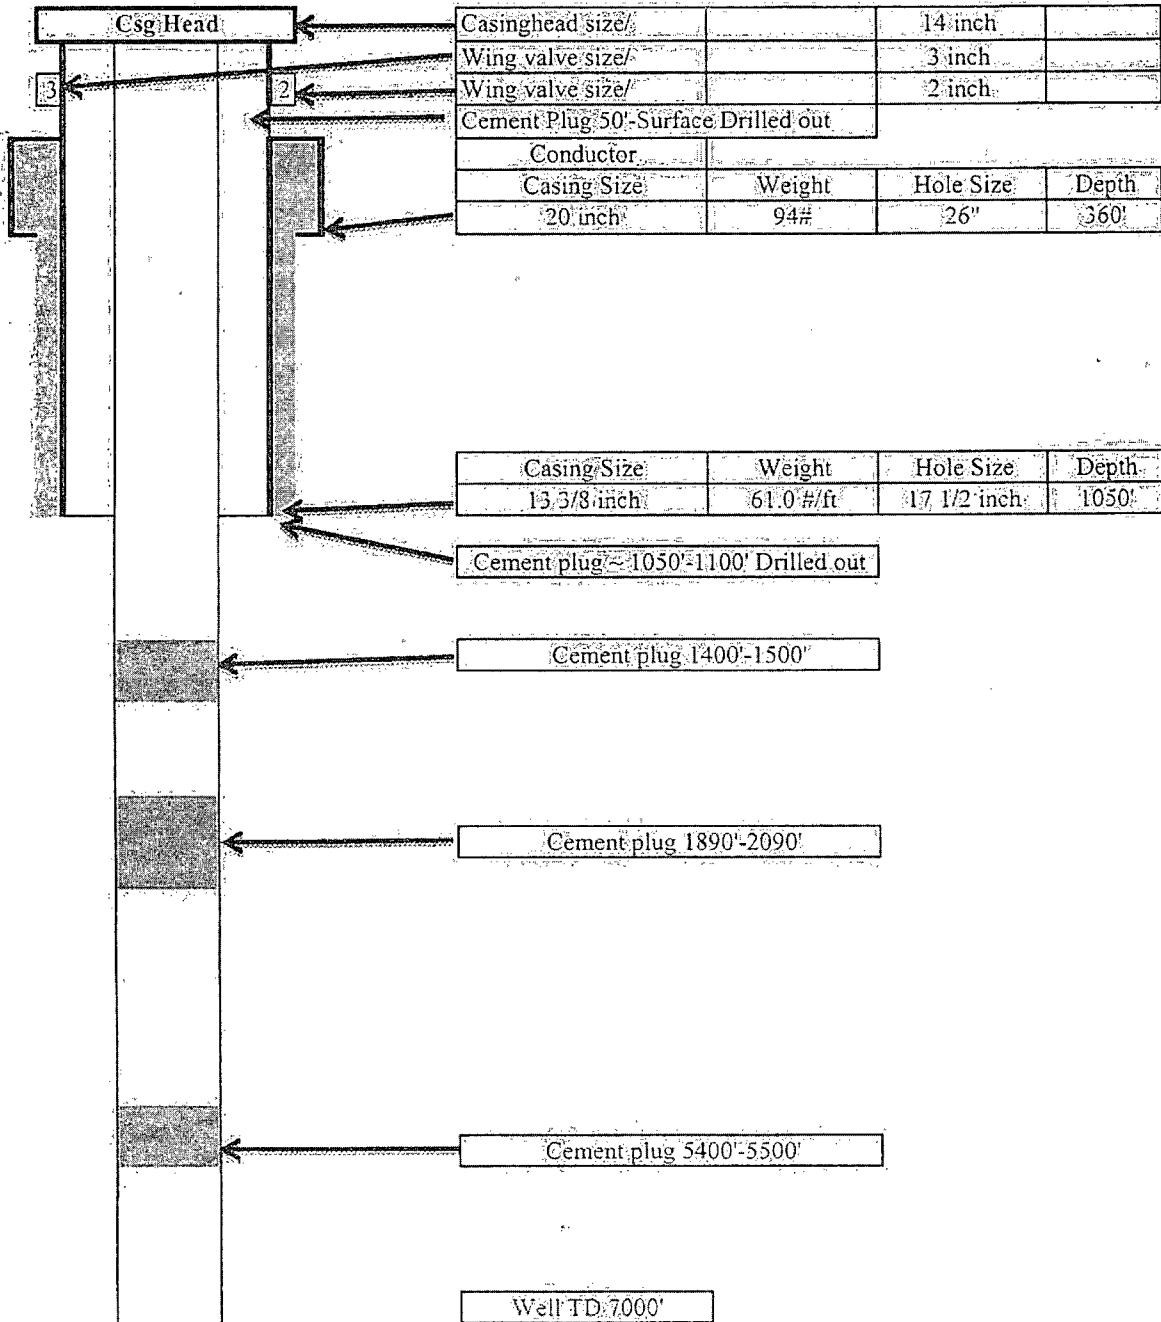 Csg Head
Casinghead size/ 14 inch
Wing valve size/ 3 inch
3
2
Wing valve size/ 2 inch
Cement Plug 50'-Surface Drilled out
Conductor
Casing Size Weight Hole Size Depth
20 inch 94# 26" 360'
Casing Size Weight Hole Size Depth
13 3/8 inch 61.0 #/ft 17 1/2 inch 1050'
Cement plug ~ 1050'-1100' Drilled out
Cement plug 1400'-1500'
Cement plug 1890'-2090'
Cement plug 5400'-5500'
Well TD 7000'